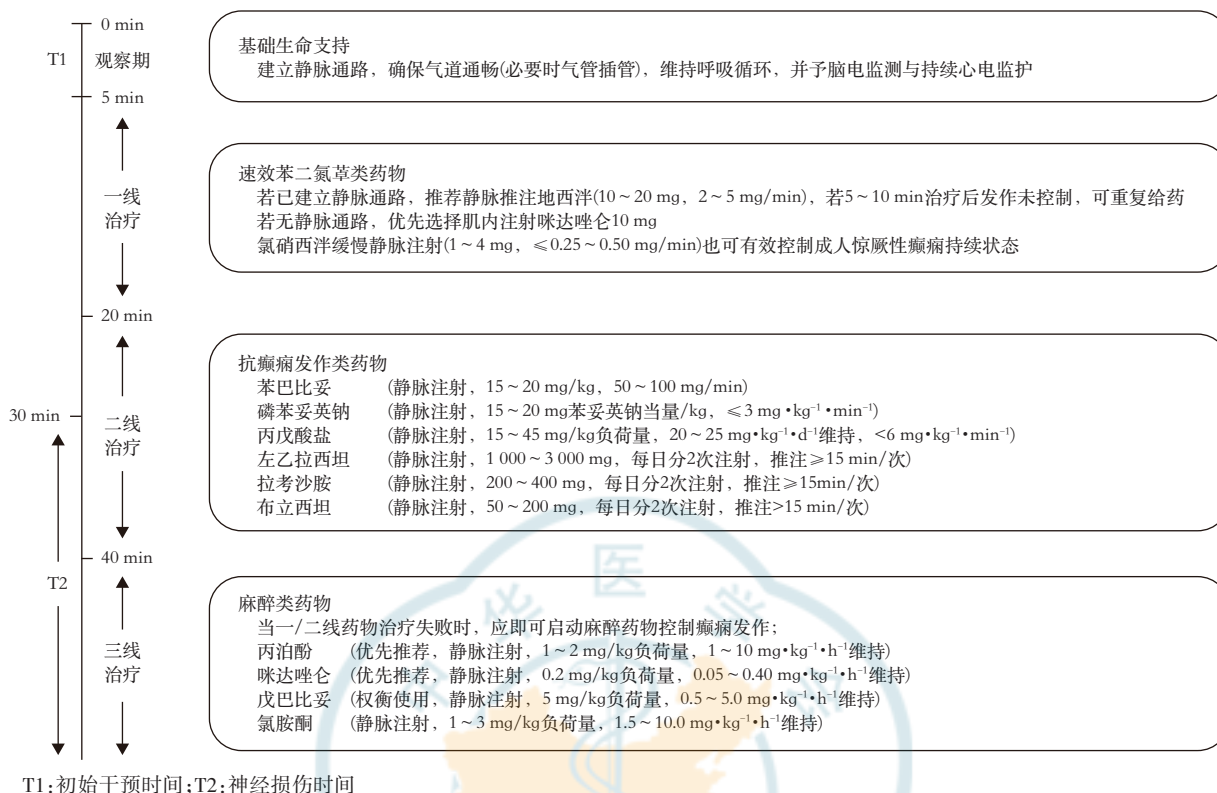 0 min
T1
观察期
5 min
基础生命支持
建立静脉通路，确保气道通畅(必要时气管插管)，维持呼吸循环，并予脑电监测与持续心电监护
一线
治疗
速效苯二氮䓬类药物
若已建立静脉通路，推荐静脉推注地西泮(10~20 mg，2~5 mg/min)，若5~10 min治疗后发作未控制，可重复给药
若无静脉通路，优先选择肌内注射咪达唑仑10 mg
氯硝西泮缓慢静脉注射(1~4 mg，≤0.25~0.50 mg/min)也可有效控制成人惊厥性癫痫持续状态
20 min
30 min
二线
治疗
抗癫痫发作类药物
苯巴比妥 (静脉注射，15~20 mg/kg，50~100 mg/min)
磷苯妥英钠 (静脉注射，15~20 mg苯妥英钠当量/kg，≤3 mg•kg⁻¹•min⁻¹)
丙戊酸盐 (静脉注射，15~45 mg/kg负荷量，20~25 mg•kg⁻¹•d⁻¹维持，<6 mg•kg⁻¹•min⁻¹)
左乙拉西坦 (静脉注射，1 000~3 000 mg，每日分2次注射，推注≥15 min/次)
拉考沙胺 (静脉注射，200~400 mg，每日分2次注射，推注≥15min/次)
布立西坦 (静脉注射，50~200 mg，每日分2次注射，推注>15 min/次)
40 min
T2
三线
治疗
麻醉类药物
当一/二线药物治疗失败时，应即可启动麻醉药物控制癫痫发作；
丙泊酚 (优先推荐，静脉注射，1~2 mg/kg负荷量，1~10 mg•kg⁻¹•h⁻¹维持)
咪达唑仑 (优先推荐，静脉注射，0.2 mg/kg负荷量，0.05~0.40 mg•kg⁻¹•h⁻¹维持)
戊巴比妥 (权衡使用，静脉注射，5 mg/kg负荷量，0.5~5.0 mg•kg⁻¹•h⁻¹维持)
氯胺酮 (静脉注射，1~3 mg/kg负荷量，1.5~10.0 mg•kg⁻¹•h⁻¹维持)
中华医学会
T1：初始干预时间；T2：神经损伤时间